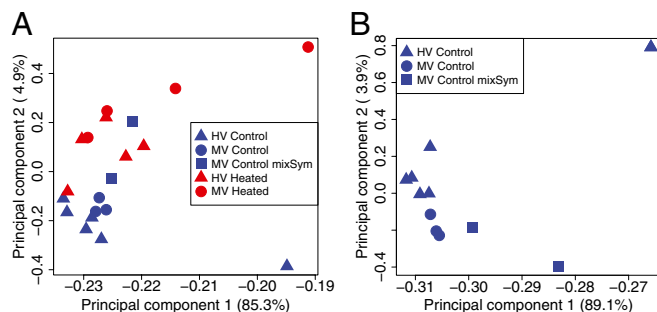 A
Principal component 2 ( 4.9%)
0.4
0.2
0.0
−0.2
−0.4
HV Control
MV Control
MV Control mixSym
HV Heated
MV Heated
−0.23
−0.22
−0.21
−0.20
−0.19
Principal component 1 (85.3%)
B
Principal component 2 ( 3.9%)
0.8
0.4
0.0
−0.4
HV Control
MV Control
MV Control mixSym
−0.31
−0.30
−0.29
−0.28
−0.27
Principal component 1 (89.1%)